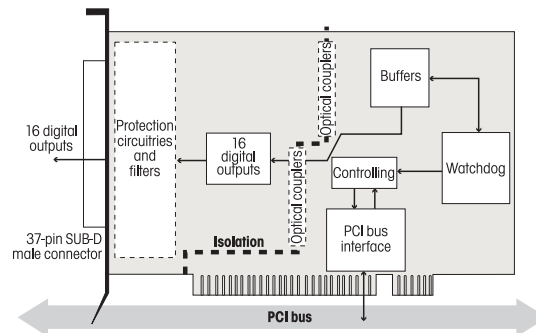 Optical couplers
Buffers
16 digital
outputs
Protection
circuitries
and
filters
16
digital
outputs
Optical couplers
Controlling
Watchdog
PCI bus
interface
37-pin SUB-D
male connector
Isolation
PCI bus